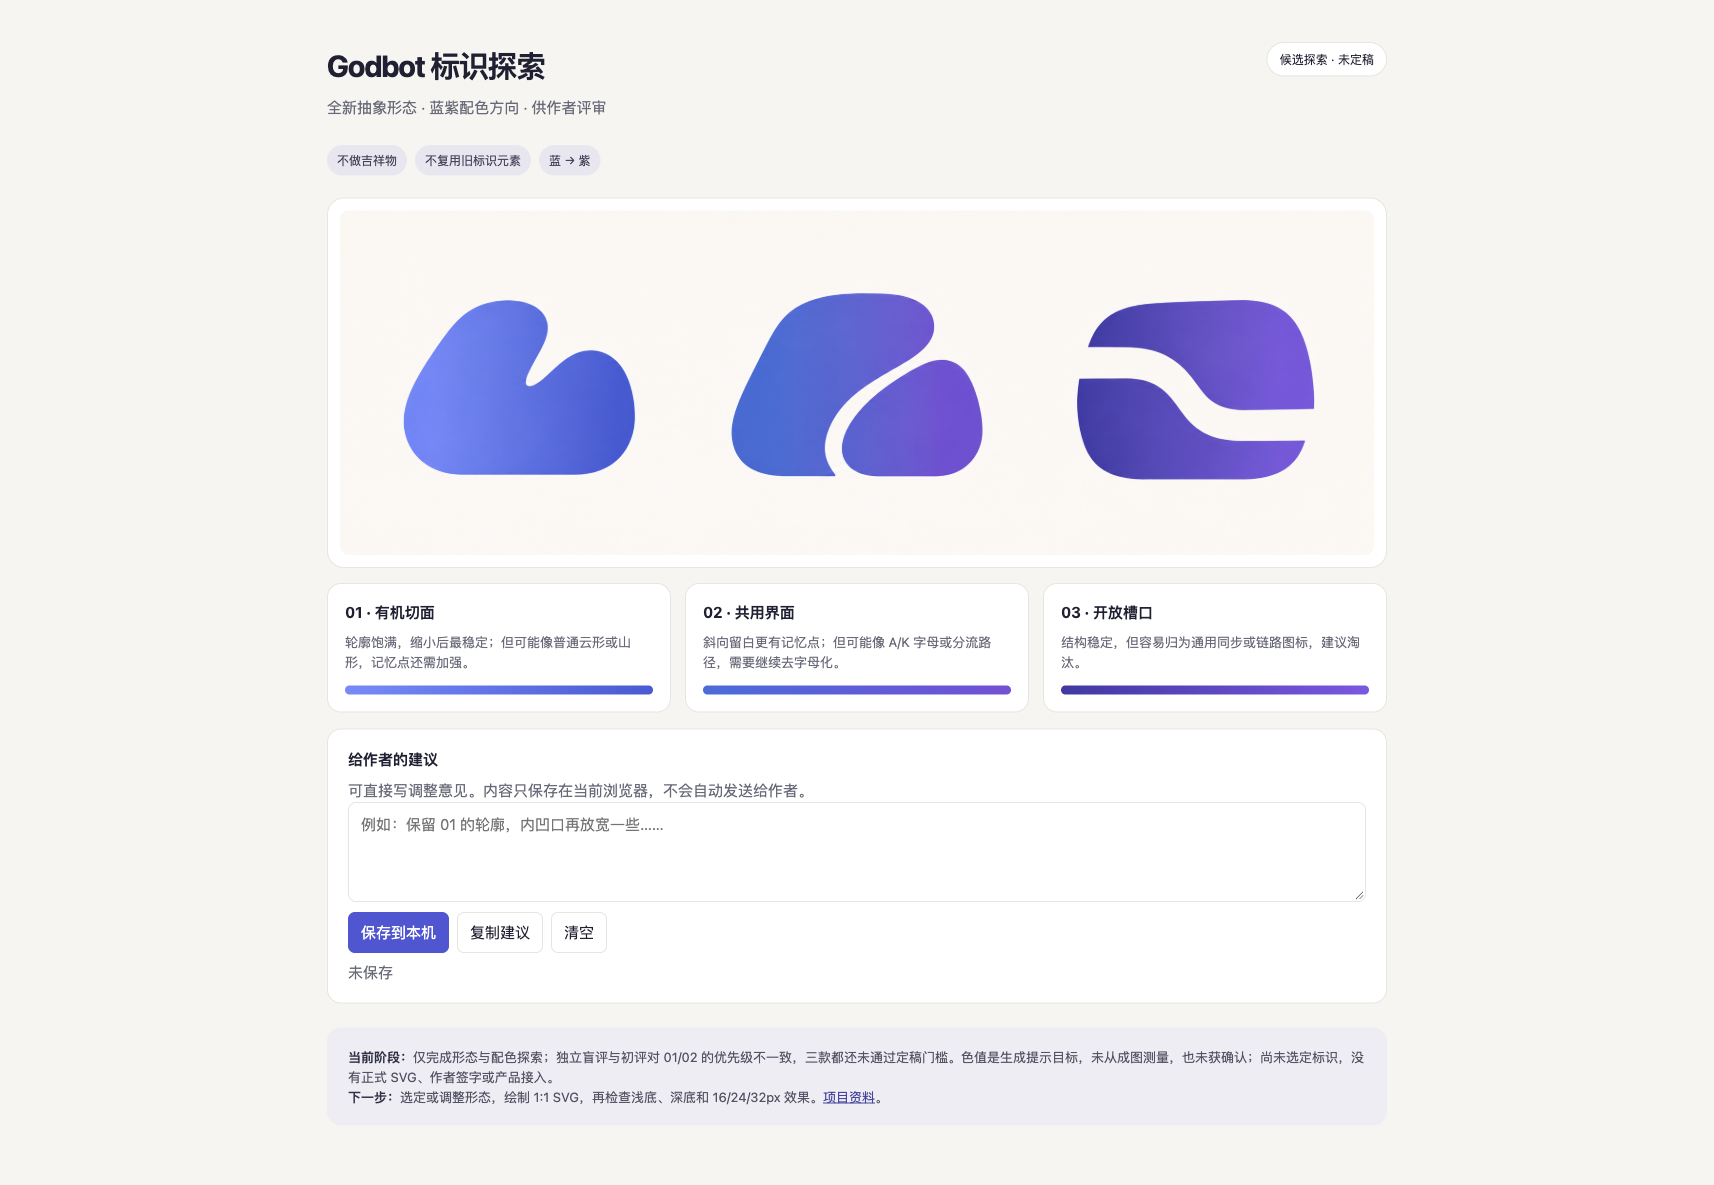 Godbot 标识探索
候选探索 · 未定稿
全新抽象形态 · 蓝紫配色方向 · 供作者评审
不做吉祥物
不复用旧标识元素
蓝 → 紫
01 · 有机切面
轮廓饱满，缩小后最稳定；但可能像普通云形或山
形，记忆点还需加强。
02 · 共用界面
斜向留白更有记忆点；但可能像 A/K 字母或分流路
径，需要继续去字母化。
03 · 开放槽口
结构稳定，但容易归为通用同步或链路图标，建议淘
汰。
给作者的建议
可直接写调整意见。内容只保存在当前浏览器，不会自动发送给作者。
例如：保留 01 的轮廓，内凹口再放宽一些……
保存到本机
复制建议
清空
未保存
当前阶段：仅完成形态与配色探索；独立盲评与初评对 01/02 的优先级不一致，三款都还未通过定稿门槛。色值是生成提示目标，未从成图测量，也未获确认；尚未选定标识，没
有正式 SVG、作者签字或产品接入。
下一步：选定或调整形态，绘制 1:1 SVG，再检查浅底、深底和 16/24/32px 效果。项目资料。